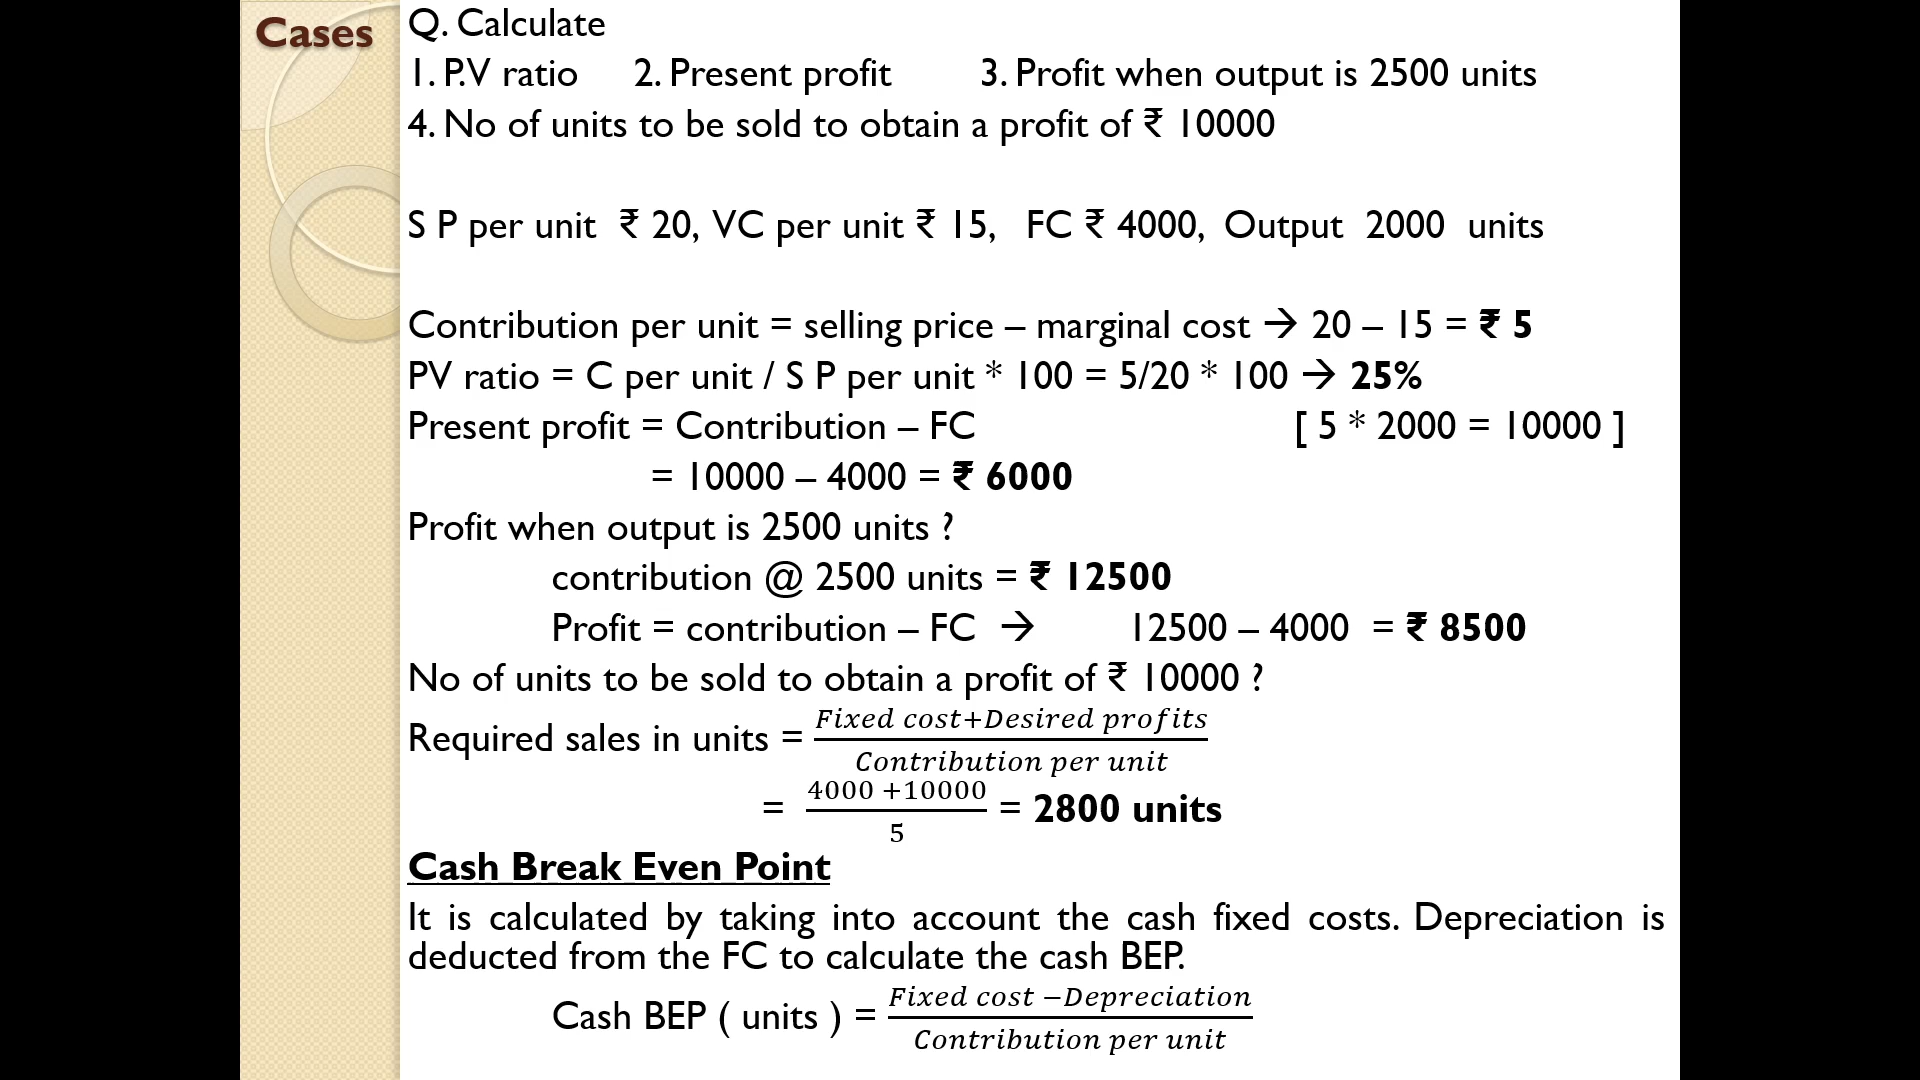 Cases
Q. Calculate
1. P.V ratio 2. Present profit 3. Profit when output is 2500 units
4. No of units to be sold to obtain a profit of ₹ 10000
S P per unit ₹ 20, VC per unit ₹ 15, FC ₹ 4000, Output 2000 units
Contribution per unit = selling price – marginal cost → 20 – 15 = ₹ 5
PV ratio = C per unit / S P per unit * 100 = 5/20 * 100 → 25%
Present profit = Contribution – FC [ 5 * 2000 = 10000 ]
= 10000 – 4000 = ₹ 6000
Profit when output is 2500 units ?
contribution @ 2500 units = ₹ 12500
Profit = contribution – FC → 12500 – 4000 = ₹ 8500
No of units to be sold to obtain a profit of ₹ 10000 ?
Required sales in units = Fixed cost+Desired profits
Contribution per unit
= 4000 +10000 = 2800 units
5
Cash Break Even Point
It is calculated by taking into account the cash fixed costs. Depreciation is
deducted from the FC to calculate the cash BEP.
Cash BEP ( units ) = Fixed cost −Depreciation
Contribution per unit